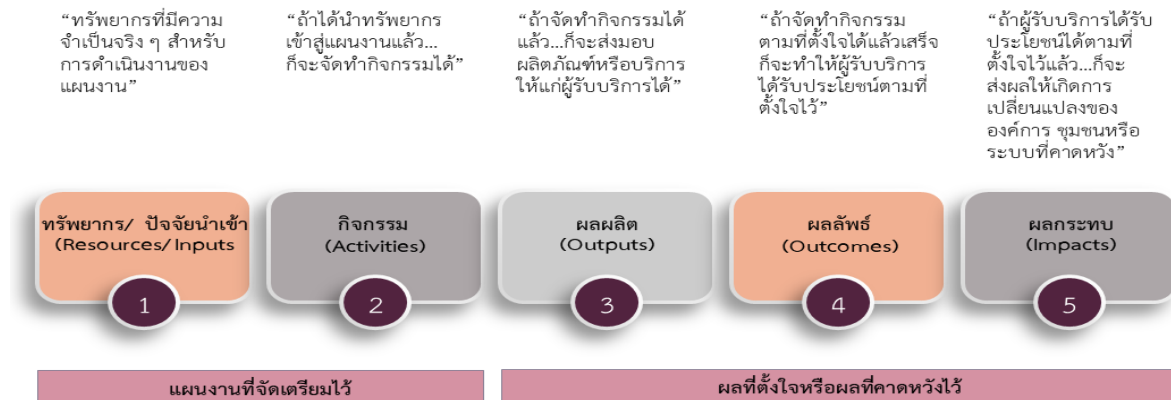 “ทรัพยากรที่มีความ
จำเป็นจริง ๆ สำหรับ
การดำเนินงานของ
แผนงาน”
“ถ้าได้นำทรัพยากร
เข้าสู่แผนงานแล้ว...
ก็จะจัดทำกิจกรรมได้”
“ถ้าจัดทำกิจกรรมได้
แล้ว...ก็จะส่งมอบ
ผลิตภัณฑ์หรือบริการ
ให้แก่ผู้รับบริการได้”
“ถ้าจัดทำกิจกรรม
ตามที่ตั้งใจได้แล้วเสร็จ
ก็จะทำให้ผู้รับบริการ
ได้รับประโยชน์ตามที่
ตั้งใจไว้”
“ถ้าผู้รับบริการได้รับ
ประโยชน์ได้ตามที่
ตั้งใจไว้แล้ว...ก็จะ
ส่งผลให้เกิดการ
เปลี่ยนแปลงของ
องค์การ ชุมชนหรือ
ระบบที่คาดหวัง”
ทรัพยากร/ ปัจจัยนำเข้า
(Resources/ Inputs
1
กิจกรรม
(Activities)
2
ผลผลิต
(Outputs)
3
ผลลัพธ์
(Outcomes)
4
ผลกระทบ
(Impacts)
5
แผนงานที่จัดเตรียมไว้
ผลที่ตั้งใจหรือผลที่คาดหวังไว้